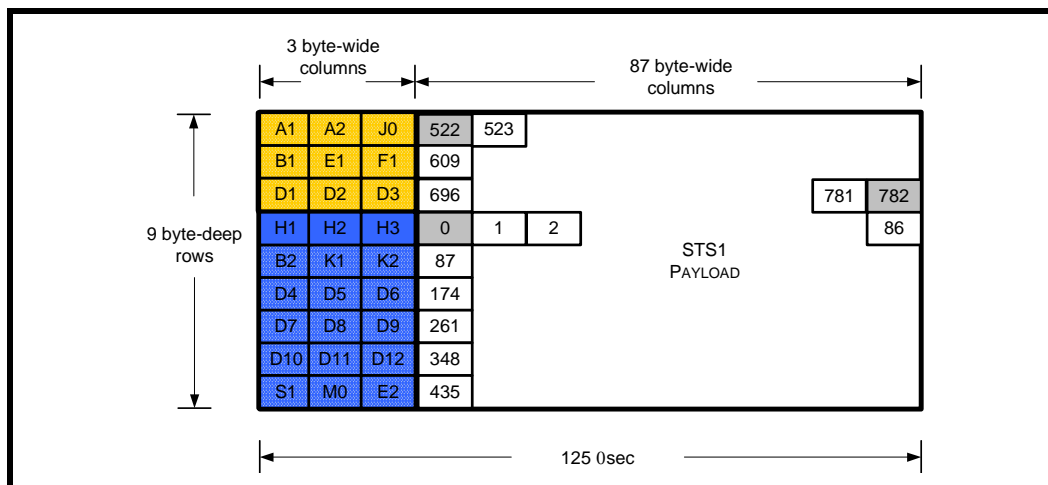 3 byte-wide
columns
87 byte-wide
columns
A1 A2 J0 522 523
B1 E1 F1 609
D1 D2 D3 696 781 782
9 byte-deep
rows
H1 H2 H3 0 1 2 86
STS1
PAYLOAD
B2 K1 K2 87
D4 D5 D6 174
D7 D8 D9 261
D10 D11 D12 348
S1 M0 E2 435
125 0sec